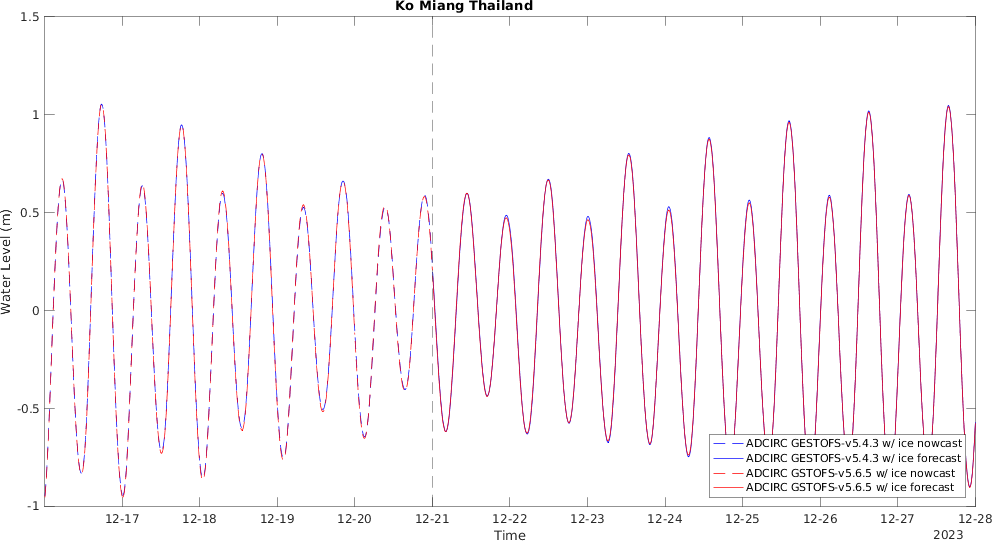 Ko Miang Thailand
1.5
1
0.5
0
-0.5
-1
Water Level (m)
ADCIRC GESTOFS-v5.4.3 w/ ice nowcast
ADCIRC GESTOFS-v5.4.3 w/ ice forecast
ADCIRC GSTOFS-v5.6.5 w/ ice nowcast
ADCIRC GSTOFS-v5.6.5 w/ ice forecast
12-17 12-18 12-19 12-20 12-21 12-22 12-23 12-24 12-25 12-26 12-27 12-28
Time
2023